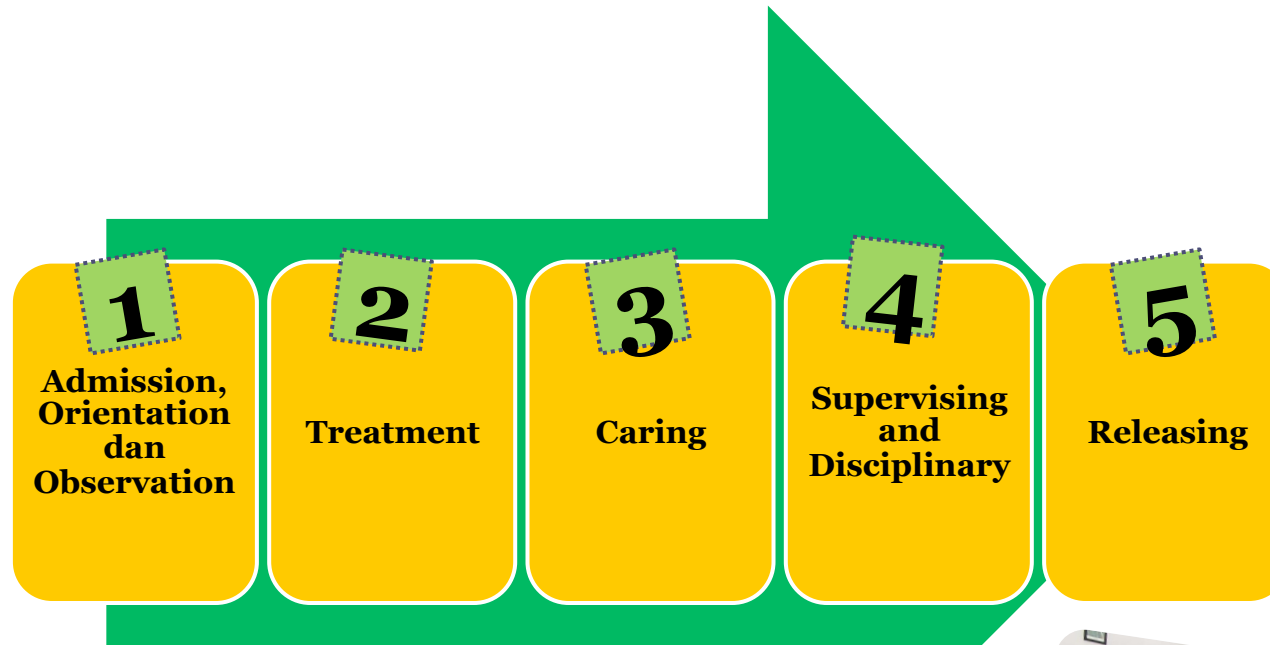 1
Admission,
Orientation
dan
Observation
2
Treatment
3
Caring
4
Supervising
and
Disciplinary
5
Releasing